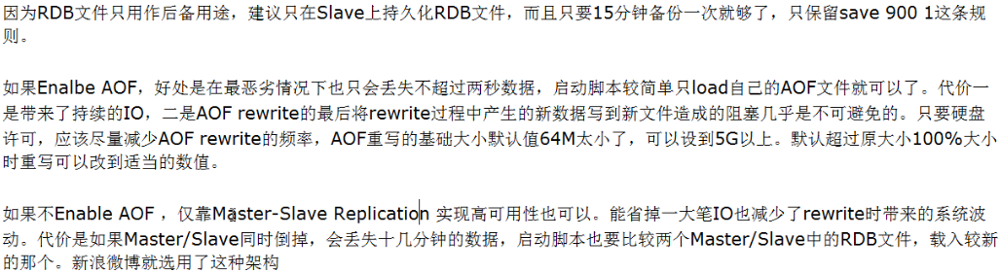 因为RDB文件只用作后备用途，建议只在Slave上持久化RDB文件，而且只要15分钟备份一次就够了，只保留save 900 1这条规
则。
如果Enalbe AOF，好处是在最恶劣情况下也只会丢失不超过两秒数据，启动脚本较简单只load自己的AOF文件就可以了。代价一
是带来了持续的IO，二是AOF rewrite的最后将rewrite过程中产生的新数据写到新文件造成的阻塞几乎是不可避免的。只要硬盘
许可，应该尽量减少AOF rewrite的频率，AOF重写的基础大小默认值64M太小了，可以设到5G以上。默认超过原大小100%大小
时重写可以改到适当的数值。
如果不Enable AOF ，仅靠Master-Slave Replication 实现高可用性也可以。能省掉一大笔IO也减少了rewrite时带来的系统波
动。代价是如果Master/Slave同时倒掉，会丢失十几分钟的数据，启动脚本也要比较两个Master/Slave中的RDB文件，载入较新
的那个。新浪微博就选用了这种架构